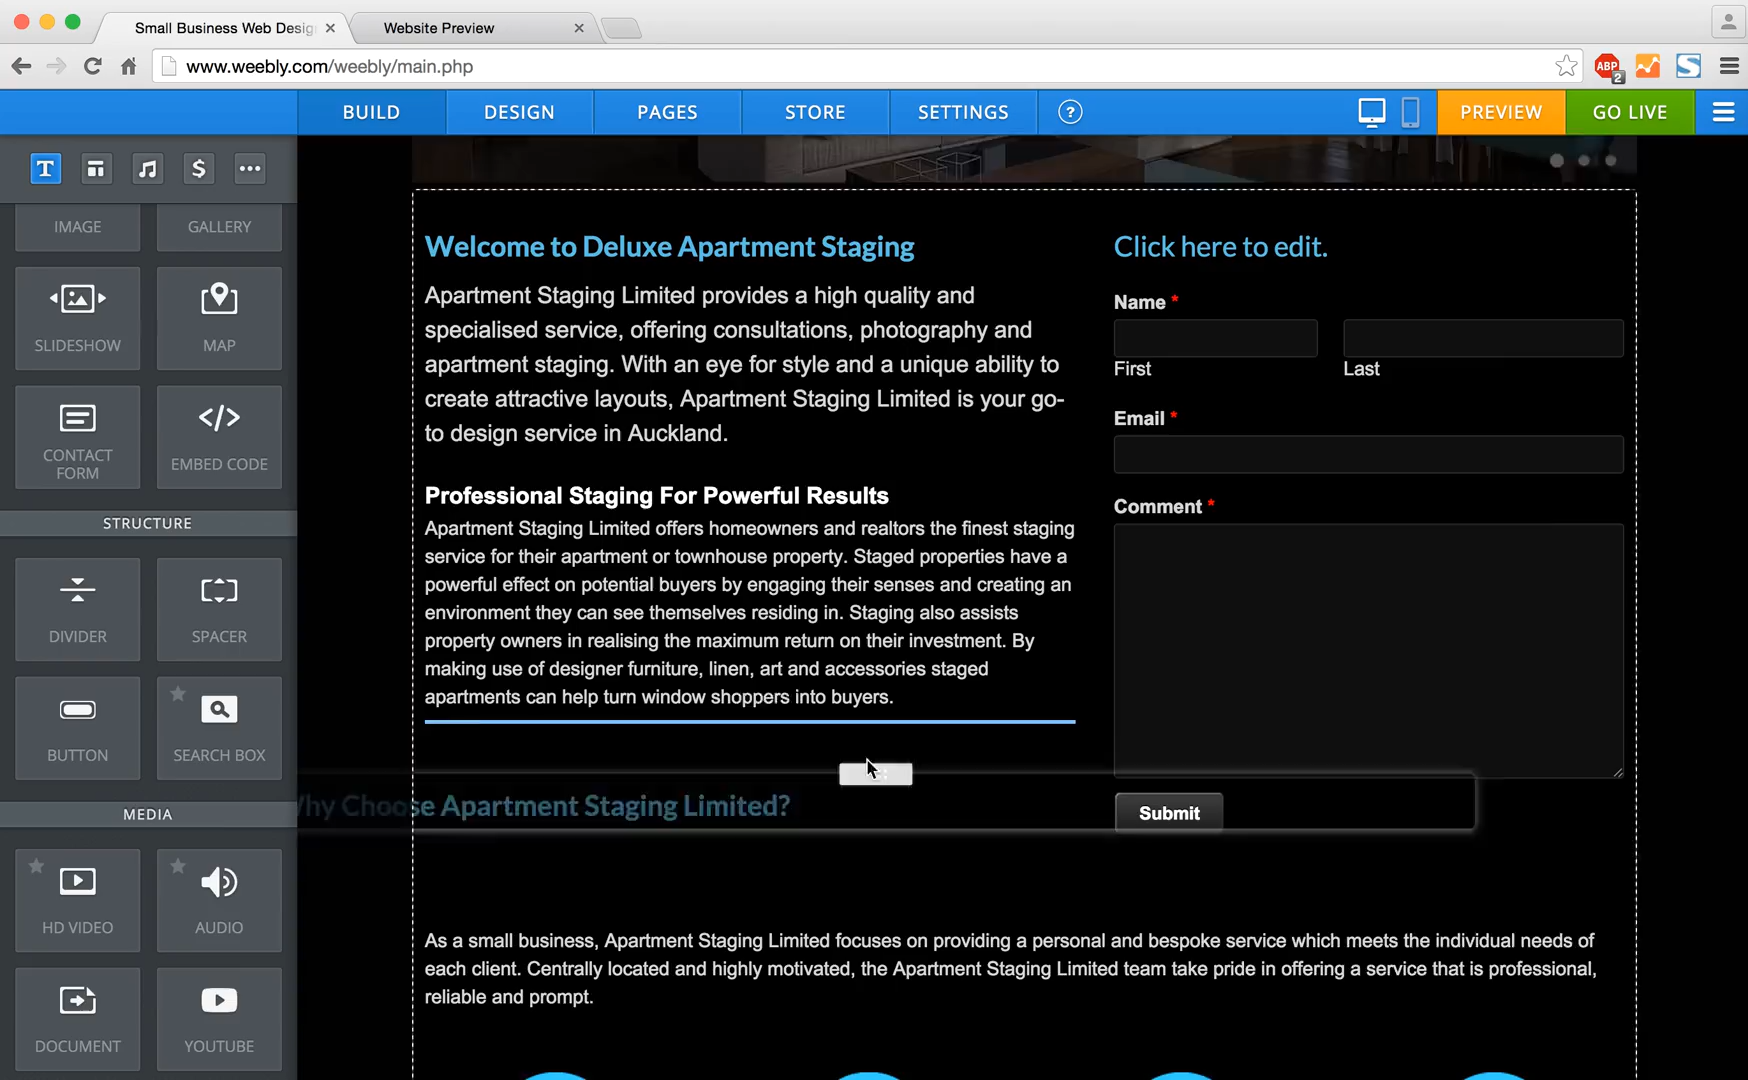 Small Business Web Desig
Website Preview
www.weebly.com/weebly/main.php
ABP
2
BUILD
DESIGN
PAGES
STORE
SETTINGS
?
PREVIEW
GO LIVE
T
$
IMAGE
GALLERY
SLIDESHOW
MAP
CONTACT
FORM
EMBED CODE
STRUCTURE
DIVIDER
SPACER
BUTTON
SEARCH BOX
MEDIA
HD VIDEO
AUDIO
DOCUMENT
YOUTUBE
Welcome to Deluxe Apartment Staging
Apartment Staging Limited provides a high quality and
specialised service, offering consultations, photography and
apartment staging. With an eye for style and a unique ability to
create attractive layouts, Apartment Staging Limited is your go-
to design service in Auckland.
Professional Staging For Powerful Results
Apartment Staging Limited offers homeowners and realtors the finest staging
service for their apartment or townhouse property. Staged properties have a
powerful effect on potential buyers by engaging their senses and creating an
environment they can see themselves residing in. Staging also assists
property owners in realising the maximum return on their investment. By
making use of designer furniture, linen, art and accessories staged
apartments can help turn window shoppers into buyers.
Click here to edit.
Name *
First
Last
Email *
Comment *
Submit
hy Choose Apartment Staging Limited?
As a small business, Apartment Staging Limited focuses on providing a personal and bespoke service which meets the individual needs of
each client. Centrally located and highly motivated, the Apartment Staging Limited team take pride in offering a service that is professional,
reliable and prompt.